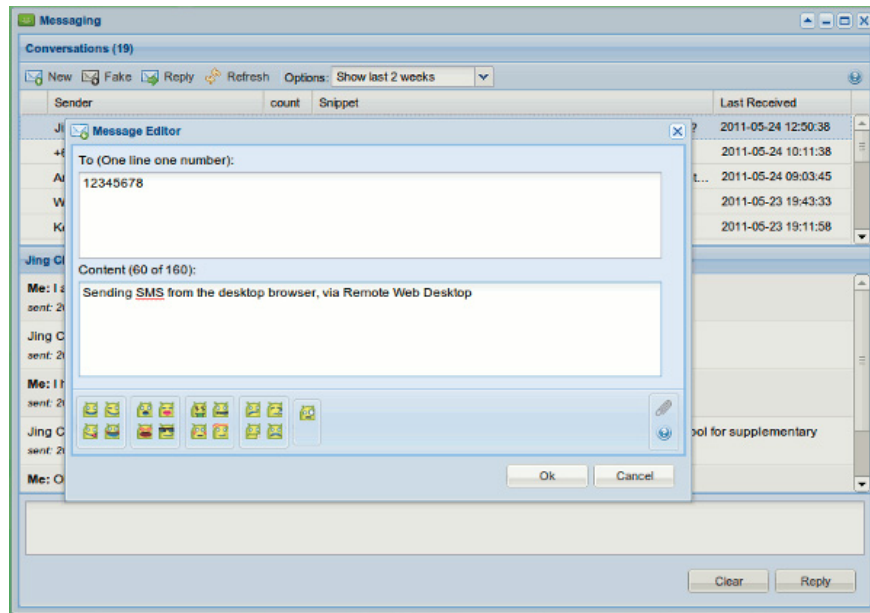 Messaging
Conversations (19)
New Fake Reply Refresh Options: Show last 2 weeks
Sender count Snippet Last Received
? 2011-05-24 12:50:38
2011-05-24 10:11:38
t... 2011-05-24 09:03:45
2011-05-23 19:43:33
2011-05-23 19:11:58
Message Editor
To (One line one number):
12345678
Content (60 of 160):
Sending SMS from the desktop browser, via Remote Web Desktop
Ok Cancel
Me: I
sent:
Jing C
sent:
Me: I
sent:
Jing C ool for supplementary
sent:
Me: O
Clear Reply